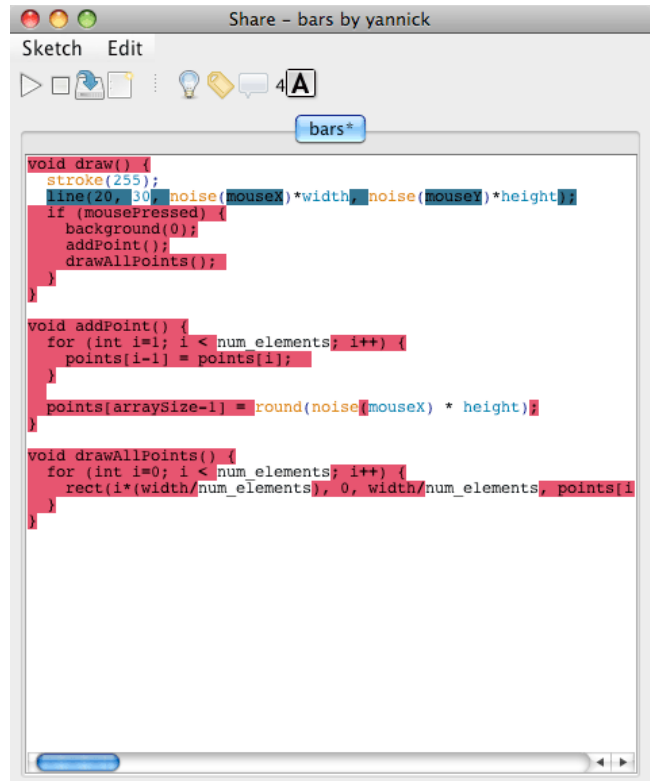 Share – bars by yannick
Sketch Edit
4 A
bars*
void draw() {
  stroke(255);
  line(20, 30, noise(mouseX)*width, noise(mouseY)*height);
  if (mousePressed) {
    background(0);
    addPoint();
    drawAllPoints();
  }
}
void addPoint() {
  for (int i=1; i < num_elements; i++) {
    points[i-1] = points[i];
  }
  points[arraySize-1] = round(noise(mouseX) * height);
}
void drawAllPoints() {
  for (int i=0; i < num_elements; i++) {
    rect(i*(width/num_elements), 0, width/num_elements, points[i
  }
}